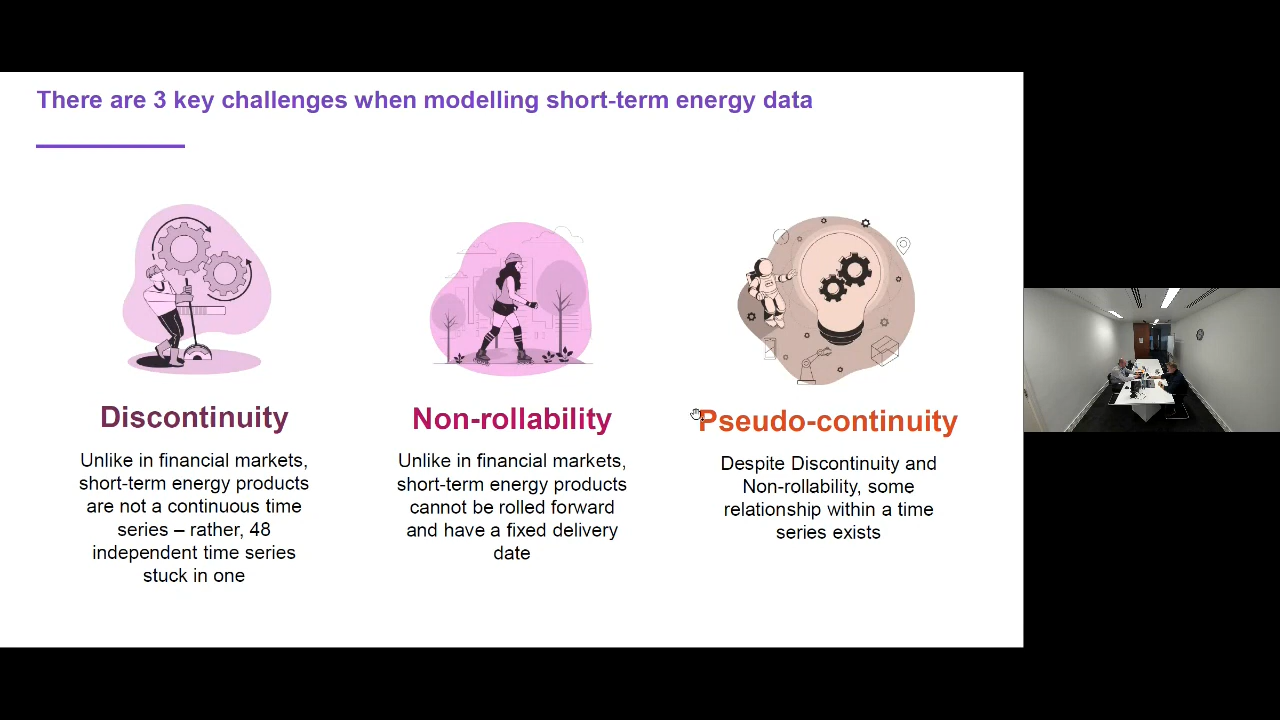 There are 3 key challenges when modelling short-term energy data
Discontinuity
Unlike in financial markets,
short-term energy products
are not a continuous time
series – rather, 48
independent time series
stuck in one
Non-rollability
Unlike in financial markets,
short-term energy products
cannot be rolled forward
and have a fixed delivery
date
Pseudo-continuity
Despite Discontinuity and
Non-rollability, some
relationship within a time
series exists